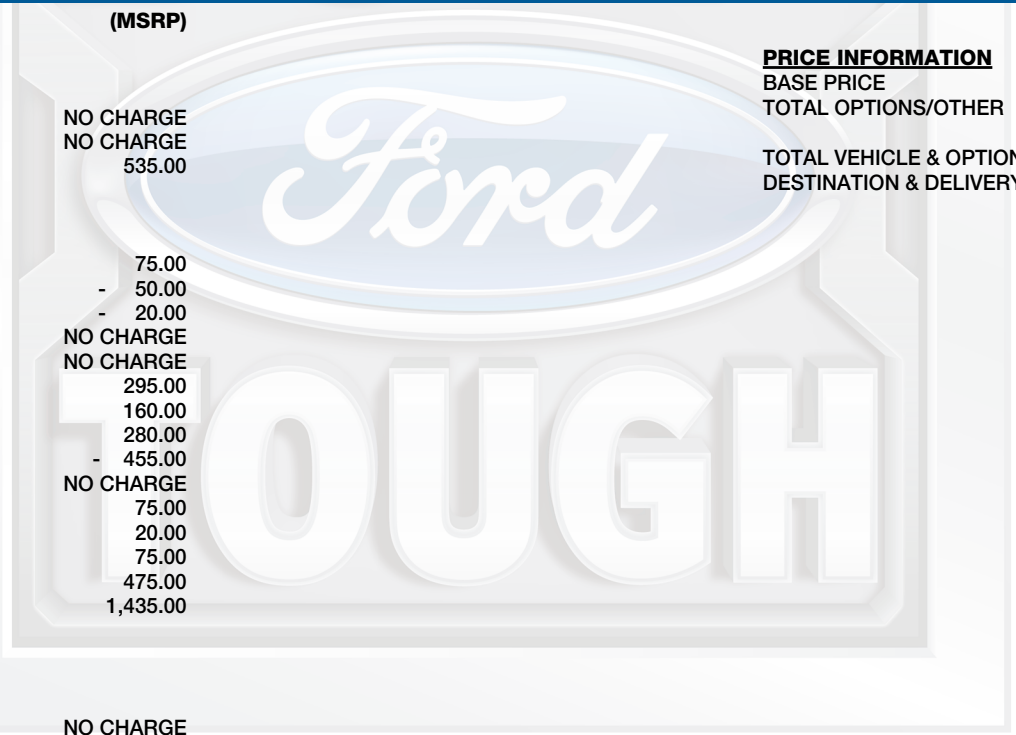 (MSRP)
NO CHARGE
NO CHARGE
535.00
75.00
- 50.00
- 20.00
NO CHARGE
NO CHARGE
295.00
160.00
280.00
- 455.00
NO CHARGE
75.00
20.00
75.00
475.00
1,435.00
NO CHARGE
PRICE INFORMATION
BASE PRICE
TOTAL OPTIONS/OTHER
TOTAL VEHICLE & OPTION
DESTINATION & DELIVERY
Ford
TOUGH